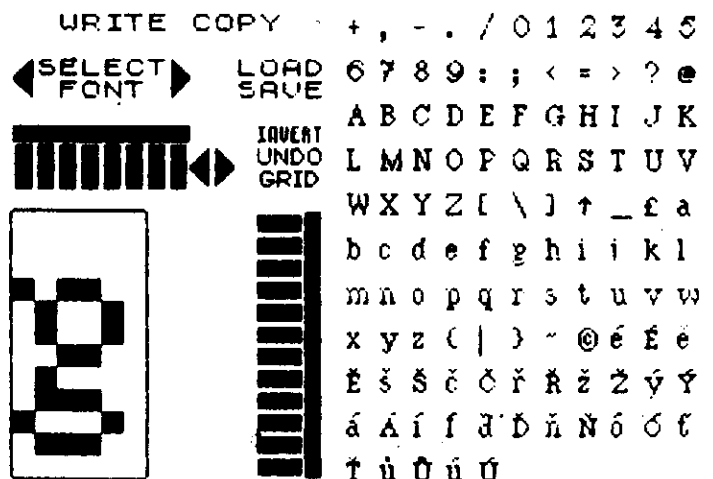 WRITE COPY
SELECT FONT
LOAD
SAVE
INVERT
UNDO
GRID
+ , - . / 0 1 2 3 4 5
6 7 8 9 : ; < = > ? @
A B C D E F G H I J K
L M N O P Q R S T U V
W X Y Z [ \ ] ↑ _ £ a
b c d e f g h i j k l
m n o p q r s t u v w
x y z { | } ~ © é É ě
Ě š Š č Č ř Ř ž Ž ý Ý
á Á í Í ď Ď ň Ň ó Ó ť
Ť ů Ů ú Ú